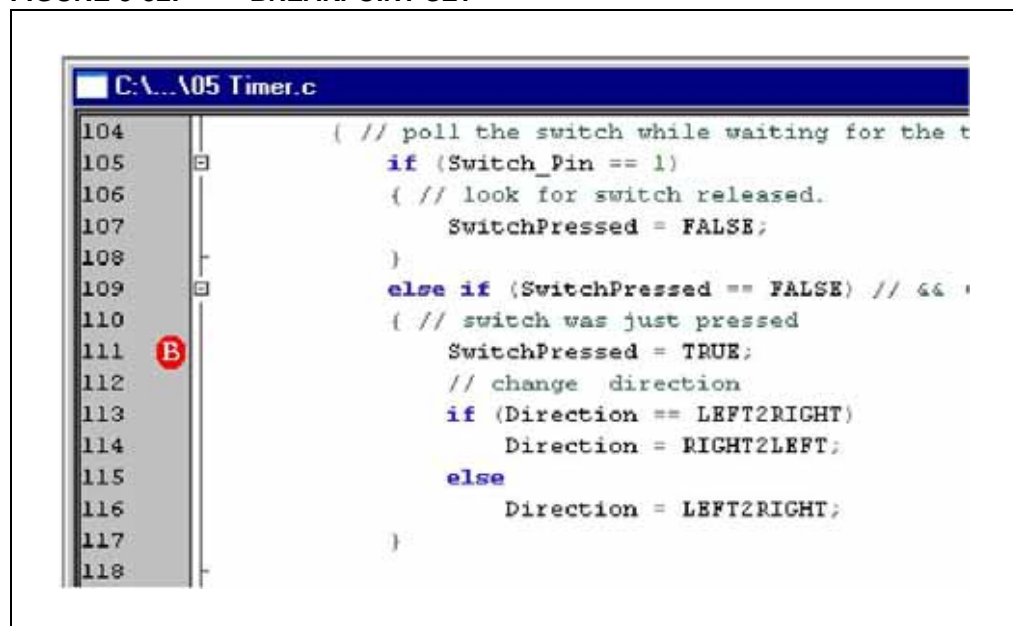 C:\...\05 Timer.c
104 { // poll the switch while waiting for the t
105 if (Switch_Pin == 1)
106 { // look for switch released.
107 SwitchPressed = FALSE;
108 }
109 else if (SwitchPressed == FALSE) // &&
110 { // switch was just pressed
111 B SwitchPressed = TRUE;
112 // change direction
113 if (Direction == LEFT2RIGHT)
114 Direction = RIGHT2LEFT;
115 else
116 Direction = LEFT2RIGHT;
117 }
118